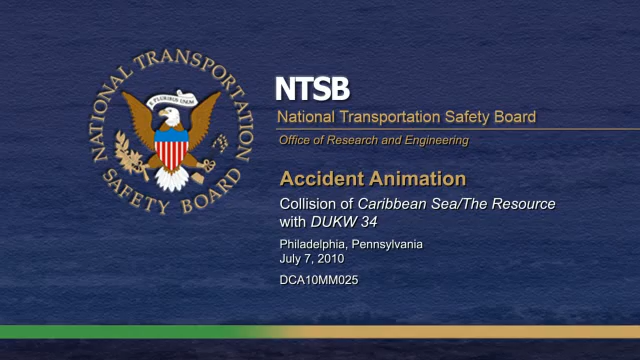 NATIONAL TRANSPORTATION
SAFETY BOARD
E PLURIBUS UNUM
NTSB
National Transportation Safety Board
Office of Research and Engineering
Accident Animation
Collision of Caribbean Sea/The Resource
with DUKW 34
Philadelphia, Pennsylvania
July 7, 2010
DCA10MM025